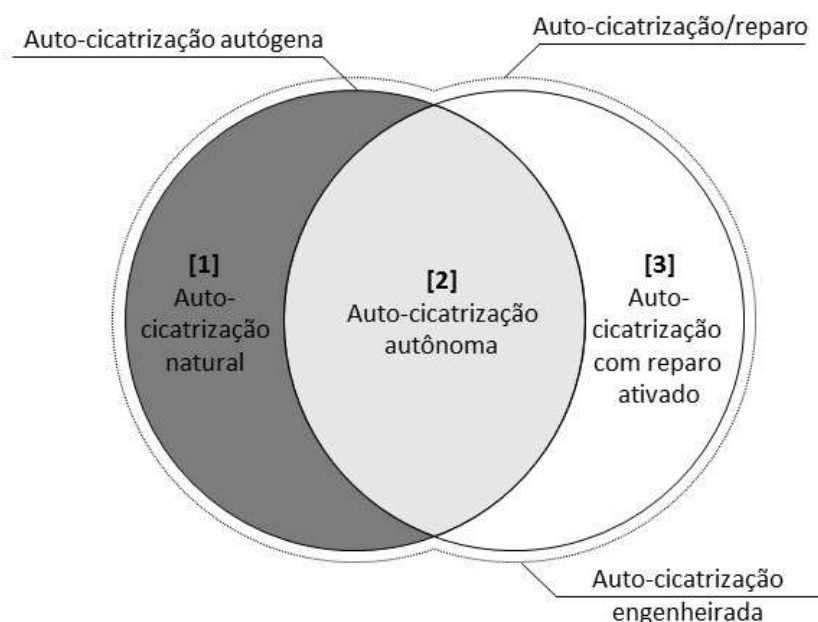 Auto-cicatrização autógena
Auto-cicatrização/reparo
[1]
Auto-
cicatrização
natural
[2]
Auto-cicatrização
autônoma
[3]
Auto-
cicatrização
com reparo
ativado
Auto-cicatrização
engenheirada